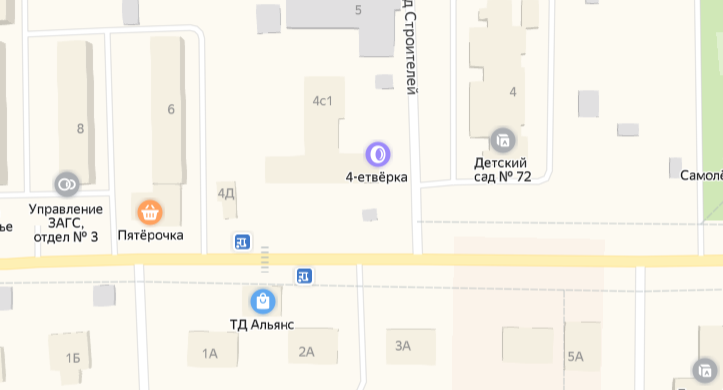 5
д Строителей
4с1
4
6
8
4-етвёрка
Детский
сад № 72
Самолё
4Д
Управление
ЗАГС,
отдел № 3
ье
Пятёрочка
ТД Альянс
1Б
1А
2А
3А
5А